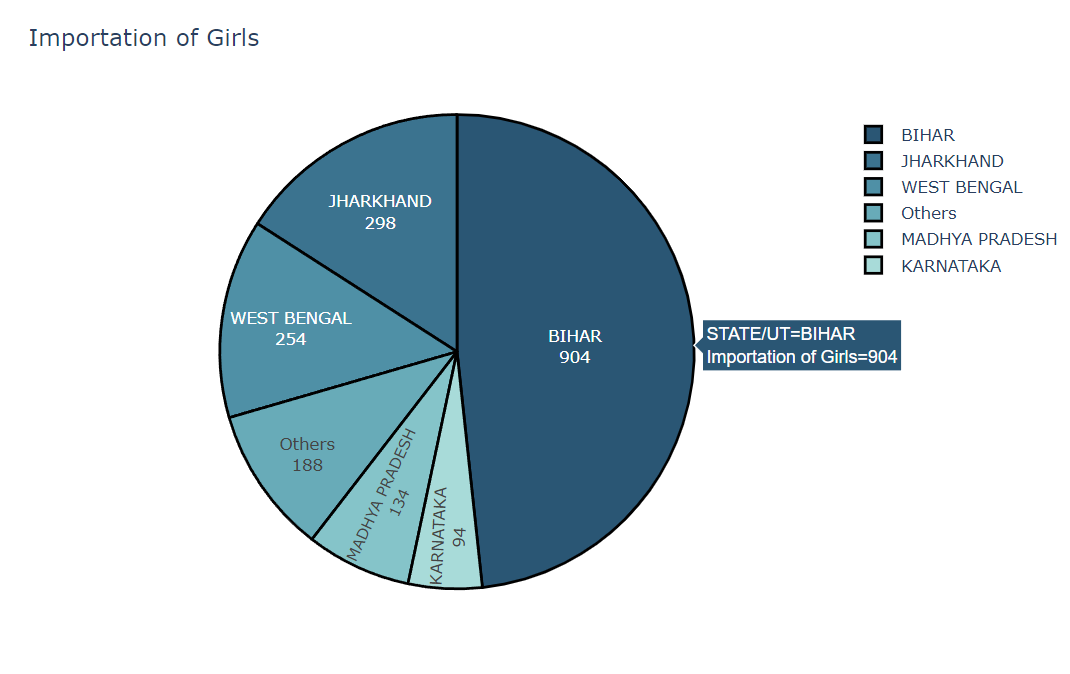 Importation of Girls
BIHAR
JHARKHAND
WEST BENGAL
Others
MADHYA PRADESH
KARNATAKA
JHARKHAND
298
WEST BENGAL
254
BIHAR
904
STATE/UT=BIHAR
Importation of Girls=904
Others
188
MADHYA PRADESH
134
KARNATAKA
94